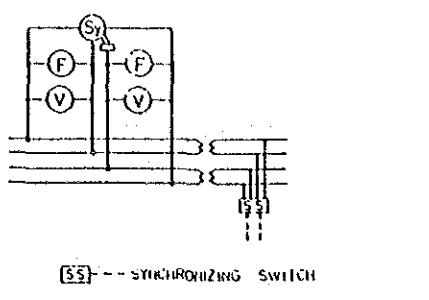 Sy
F F
V V
SS
SS --- SYNCHRONIZING SWITCH